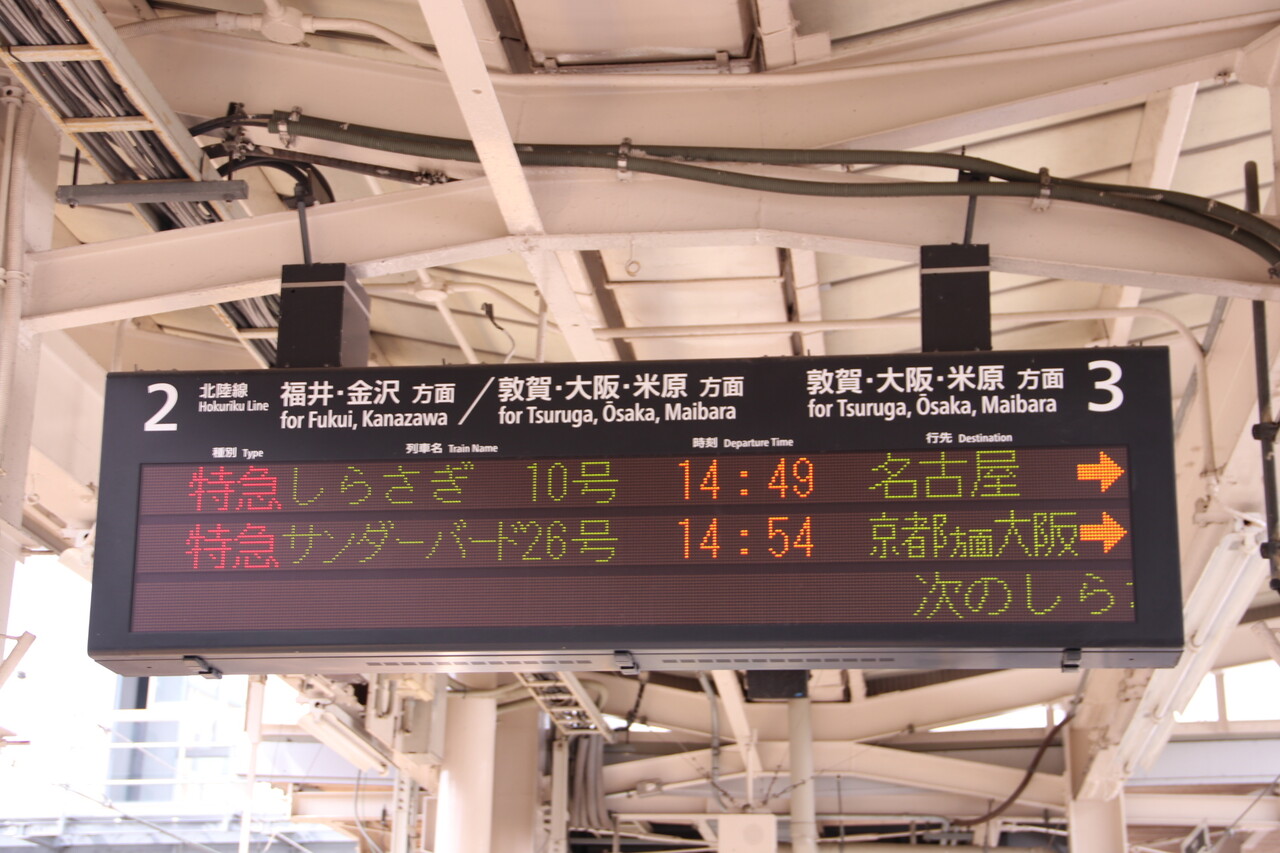 2 北陸線 福井・金沢 方面 / 敦賀・大阪・米原 方面 敦賀・大阪・米原 方面 3
Hokuriku Line for Fukui, Kanazawa for Tsuruga, Ōsaka, Maibara for Tsuruga, Ōsaka, Maibara
種別 Type 列車名 Train Name 時刻 Departure Time 行先 Destination
特急 しらさぎ 10号 14:49 名古屋 ➡
特急 サンダーバード26号 14:54 京都方面大阪 ➡
次のしらさ